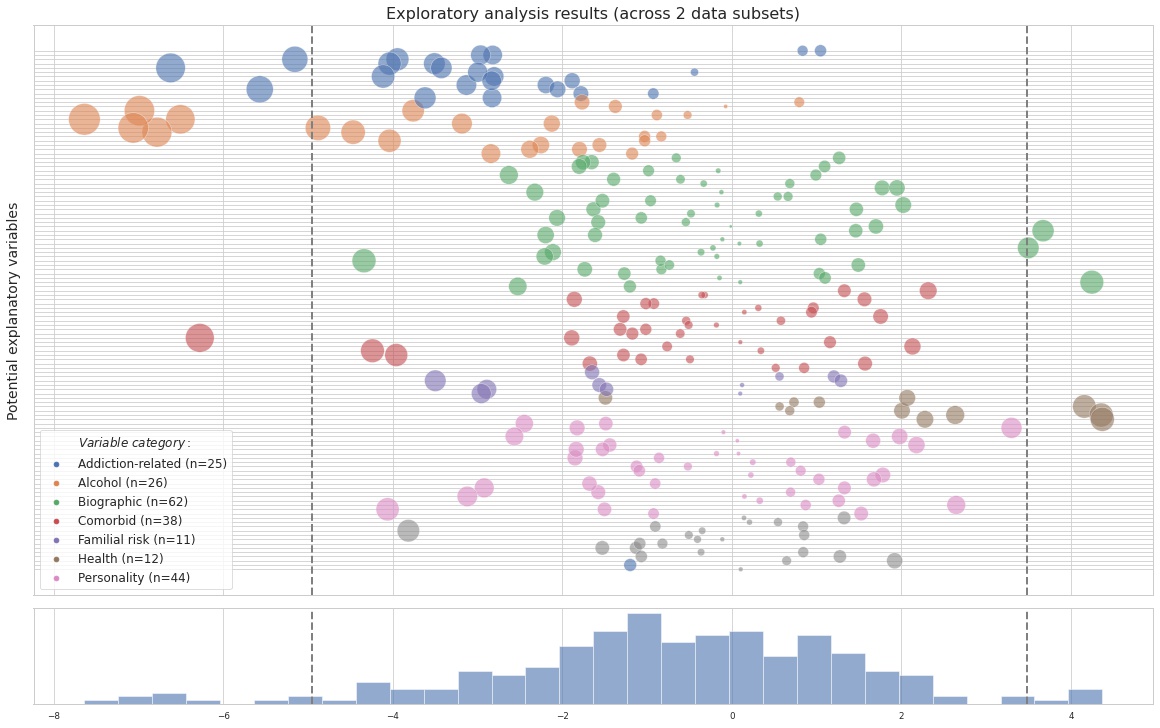 Exploratory analysis results (across 2 data subsets)
Potential explanatory variables
Variable category:
Addiction-related (n=25)
Alcohol (n=26)
Biographic (n=62)
Comorbid (n=38)
Familial risk (n=11)
Health (n=12)
Personality (n=44)
−8 −6 −4 −2 0 2 4